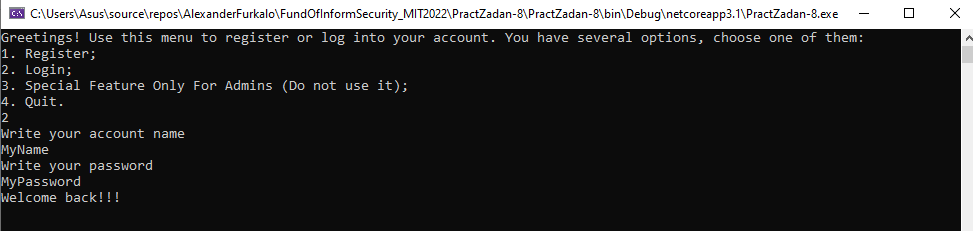 C:\Users\Asus\source\repos\AlexanderFurkalo\FundOfInformSecurity_MIT2022\PractZadan-8\PractZadan-8\bin\Debug\netcoreapp3.1\PractZadan-8.exe
Greetings! Use this menu to register or log into your account. You have several options, choose one of them:
1. Register;
2. Login;
3. Special Feature Only For Admins (Do not use it);
4. Quit.
2
Write your account name
MyName
Write your password
MyPassword
Welcome back!!!